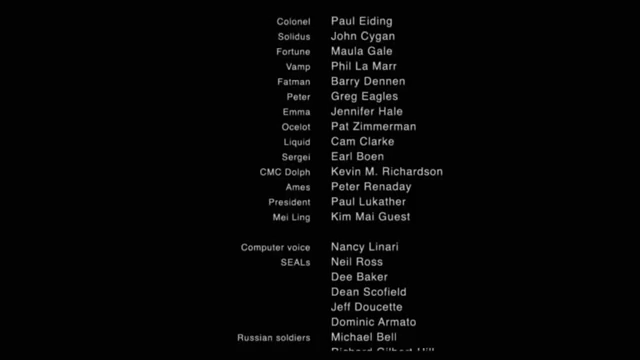 Colonel Paul Eiding
Solidus John Cygan
Fortune Maula Gale
Vamp Phil La Marr
Fatman Barry Dennen
Peter Greg Eagles
Emma Jennifer Hale
Ocelot Pat Zimmerman
Liquid Cam Clarke
Sergei Earl Boen
CMC Dolph Kevin M. Richardson
Ames Peter Renaday
President Paul Lukather
Mei Ling Kim Mai Guest
Computer voice Nancy Linari
SEALs Neil Ross
Dee Baker
Dean Scofield
Jeff Doucette
Dominic Armato
Russian soldiers Michael Bell
Richard Gilbert-Hill